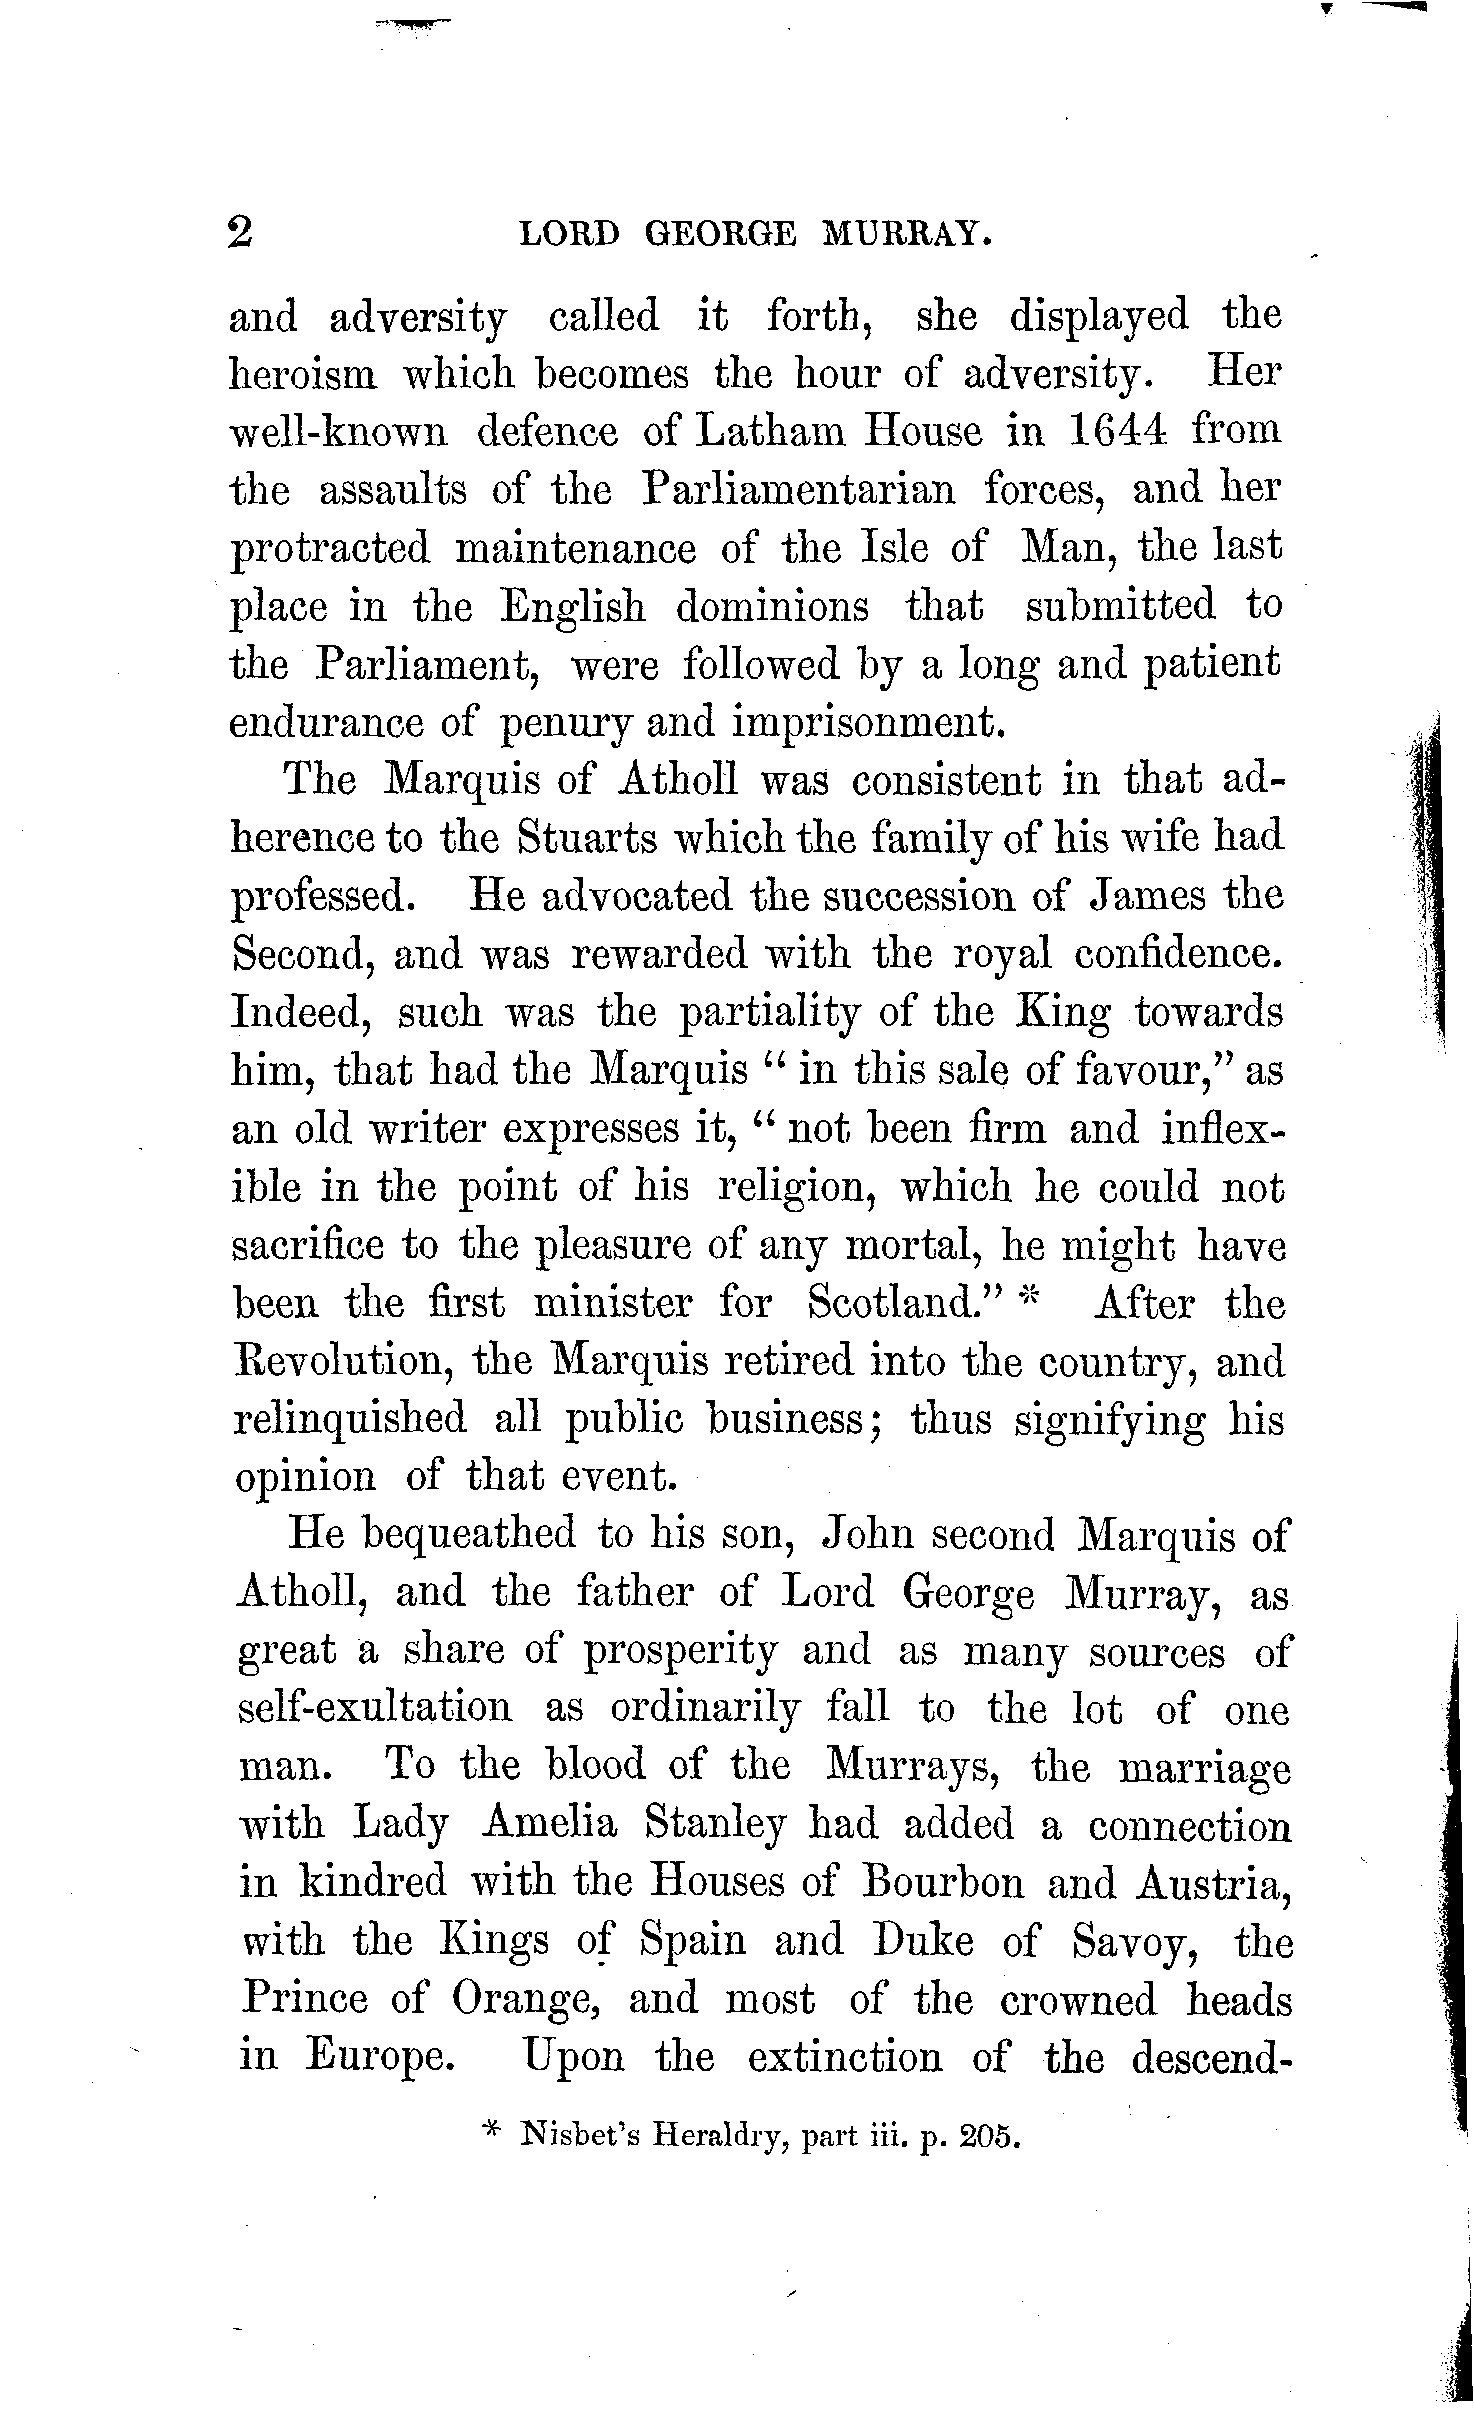 2 LORD GEORGE MURRAY.
and adversity called it forth, she displayed the
heroism which becomes the hour of adversity. Her
well-known defence of Latham House in 1644 from
the assaults of the Parliamentarian forces, and her
protracted maintenance of the Isle of Man, the last
place in the English dominions that submitted to
the Parliament, were followed by a long and patient
endurance of penury and imprisonment.
The Marquis of Atholl was consistent in that ad-
herence to the Stuarts which the family of his wife had
professed. He advocated the succession of James the
Second, and was rewarded with the royal confidence.
Indeed, such was the partiality of the King towards
him, that had the Marquis " in this sale of favour," as
an old writer expresses it, " not been firm and inflex-
ible in the point of his religion, which he could not
sacrifice to the pleasure of any mortal, he might have
been the first minister for Scotland." * After the
Revolution, the Marquis retired into the country, and
relinquished all public business; thus signifying his
opinion of that event.
He bequeathed to his son, John second Marquis of
Atholl, and the father of Lord George Murray, as
great a share of prosperity and as many sources of
self-exultation as ordinarily fall to the lot of one
man. To the blood of the Murrays, the marriage
with Lady Amelia Stanley had added a connection
in kindred with the Houses of Bourbon and Austria,
with the Kings of Spain and Duke of Savoy, the
Prince of Orange, and most of the crowned heads
in Europe. Upon the extinction of the descend-
* Nisbet's Heraldry, part iii. p. 205.